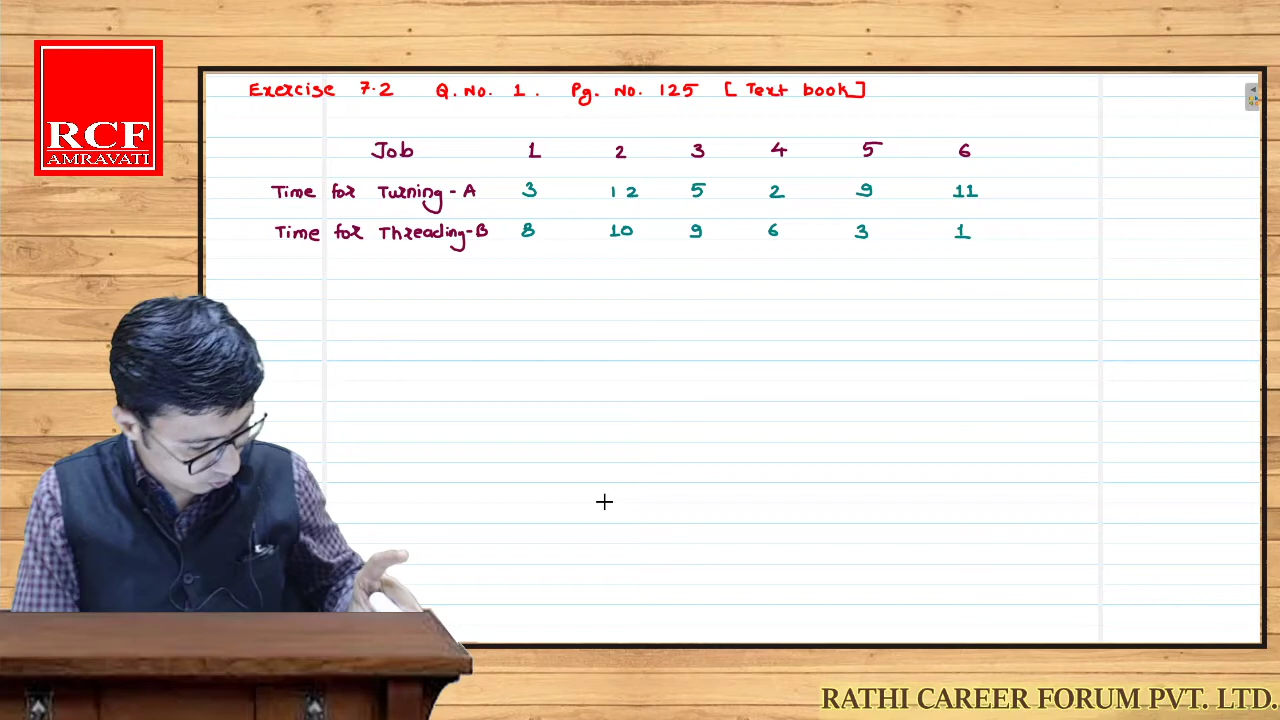 RCF
AMRAVATI
Exercise 7.2 Q. No. 1. Pg. No. 125 [Text book]
Job 1 2 3 4 5 6
Time for Turning - A 3 12 5 2 9 11
Time for Threading-B 8 10 9 6 3 1
RATHI CAREER FORUM PVT. LTD.